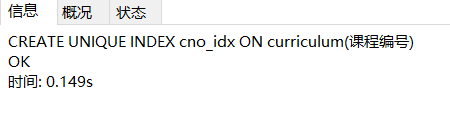 信息 概况 状态
CREATE UNIQUE INDEX cno_idx ON curriculum(课程编号)
OK
时间: 0.149s